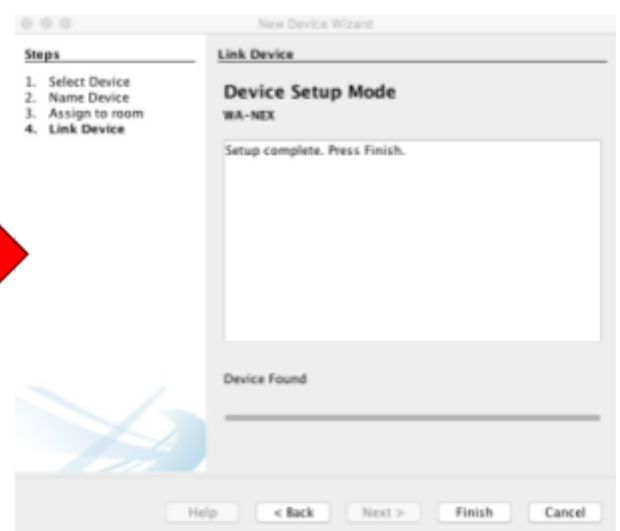 New Device Wizard
Steps
1. Select Device
2. Name Device
3. Assign to room
4. Link Device
Link Device
Device Setup Mode
WA-NEX
Setup complete. Press Finish.
Device Found
Help
< Back
Next >
Finish
Cancel